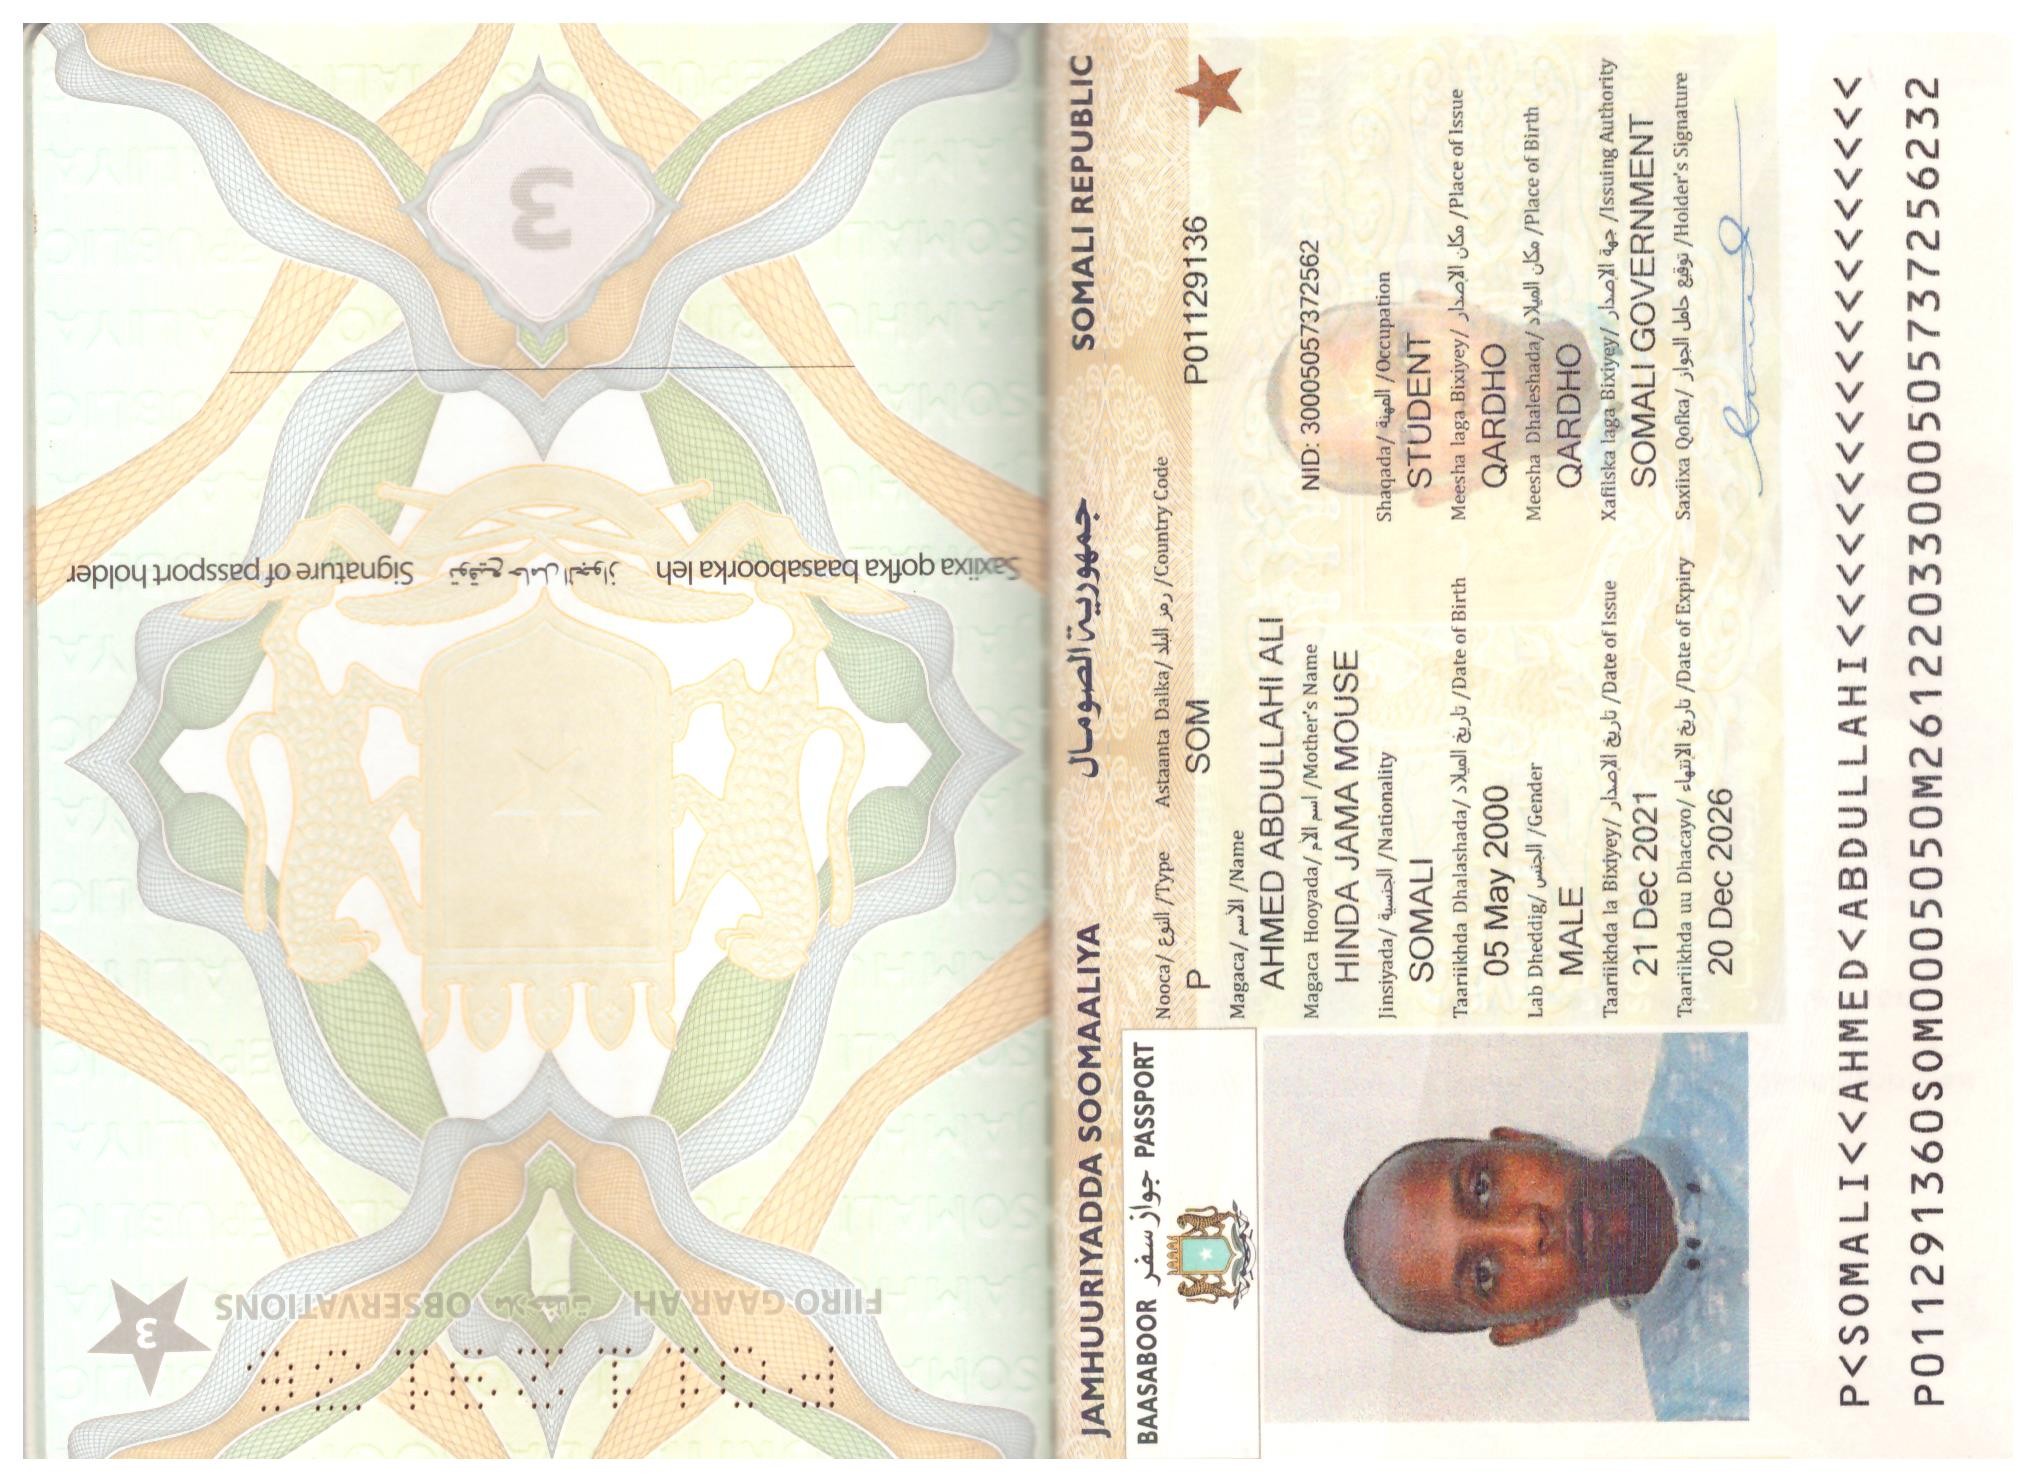 JAMHUURIYADDA SOOMAALIYA جمهورية الصومال SOMALI REPUBLIC
BAASABOOR جواز سفر PASSPORT
Nooca/ النوع /Type Astaanta Dalka/ رمز البلد /Country Code
P SOM P01129136
Magaca/ الاسم /Name
AHMED ABDULLAHI ALI
Magaca Hooyada/ اسم الأم /Mother's Name NID: 30005057372562
HINDA JAMA MOUSE
Jinsiyada/ الجنسية /Nationality Shaqada/ المهنة /Occupation
SOMALI STUDENT
Taariikhda Dhalashada/ تاريخ الميلاد /Date of Birth Meesha laga Bixiyey/ مكان الإصدار /Place of Issue
05 May 2000 QARDHO
Lab Dheddig/ الجنس /Gender Meesha Dhaleshada/ مكان الميلاد /Place of Birth
MALE QARDHO
Taariikhda la Bixiyey/ تاريخ الإصدار /Date of Issue Xafiiska laga Bixiyey/ جهة الإصدار /Issuing Authority
21 Dec 2021 SOMALI GOVERNMENT
Taariikhda uu Dhacayo/ تاريخ الانتهاء /Date of Expiry Saxiixa Qofka/ توقيع حامل الجواز /Holder's Signature
20 Dec 2026
P<SOMALI<<AHMED<ABDULLAHI<<<<<<<<<<<<<<<<<<<
P011291360SOM0005050M26122033000505737256232
3
Saxiixa qofka baasaboorka leh توقيع حامل الجواز Signature of passport holder
FIIRO GAAR AH ملاحظات OBSERVATIONS
3
P01129136